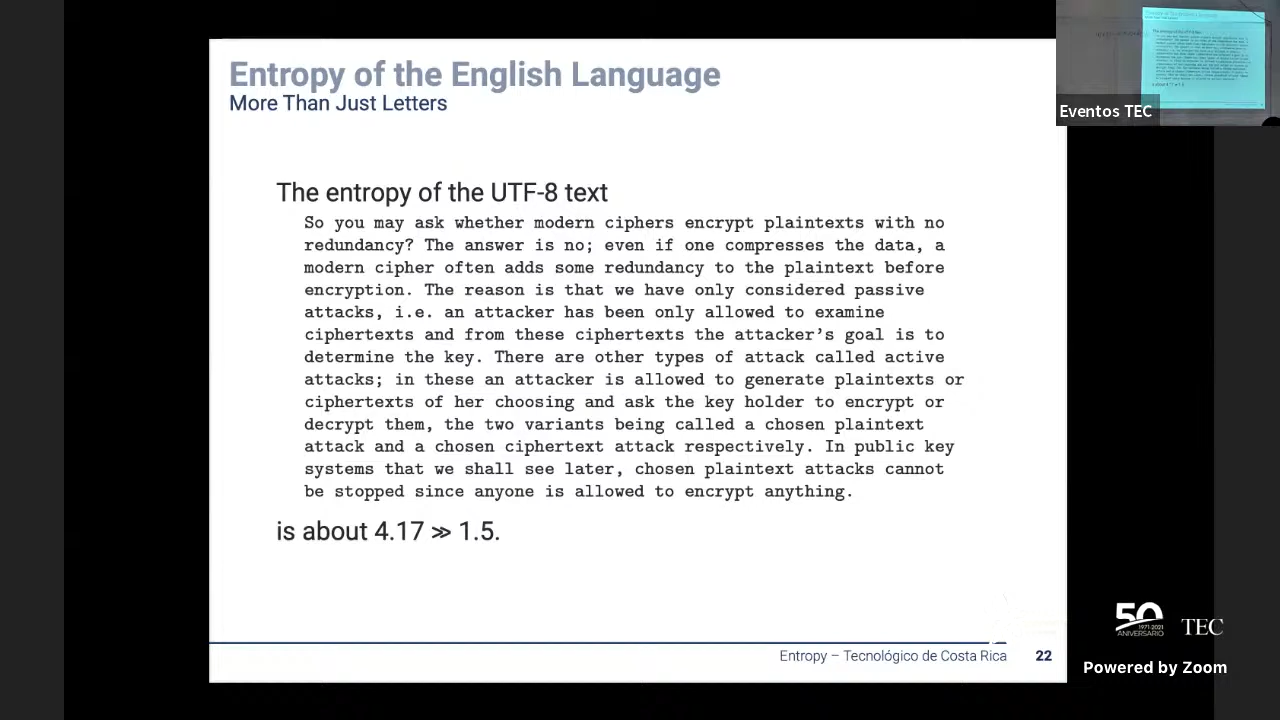 Entropy of the English Language
More Than Just Letters
Eventos TEC
The entropy of the UTF-8 text
So you may ask whether modern ciphers encrypt plaintexts with no
redundancy? The answer is no; even if one compresses the data, a
modern cipher often adds some redundancy to the plaintext before
encryption. The reason is that we have only considered passive
attacks, i.e. an attacker has been only allowed to examine
ciphertexts and from these ciphertexts the attacker’s goal is to
determine the key. There are other types of attack called active
attacks; in these an attacker is allowed to generate plaintexts or
ciphertexts of her choosing and ask the key holder to encrypt or
decrypt them, the two variants being called a chosen plaintext
attack and a chosen ciphertext attack respectively. In public key
systems that we shall see later, chosen plaintext attacks cannot
be stopped since anyone is allowed to encrypt anything.
is about 4.17 ≫ 1.5.
50
1971-2021
ANIVERSARIO
TEC
Entropy – Tecnológico de Costa Rica 22
Powered by Zoom